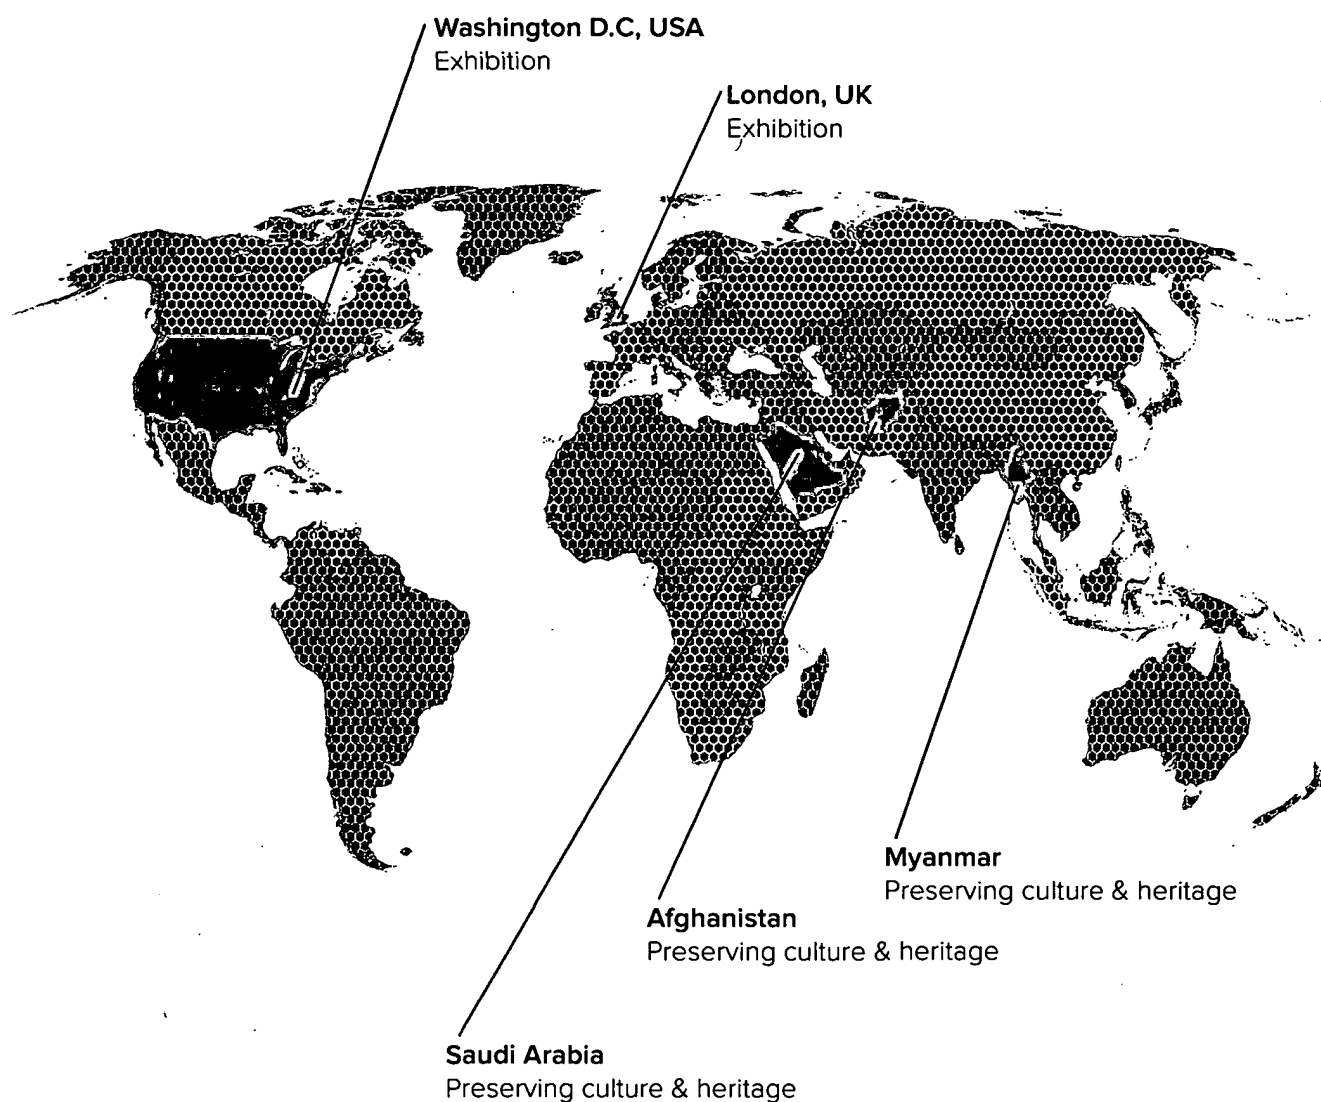 Washington D.C, USA
Exhibition
London, UK
Exhibition
Myanmar
Preserving culture & heritage
Afghanistan
Preserving culture & heritage
Saudi Arabia
Preserving culture & heritage